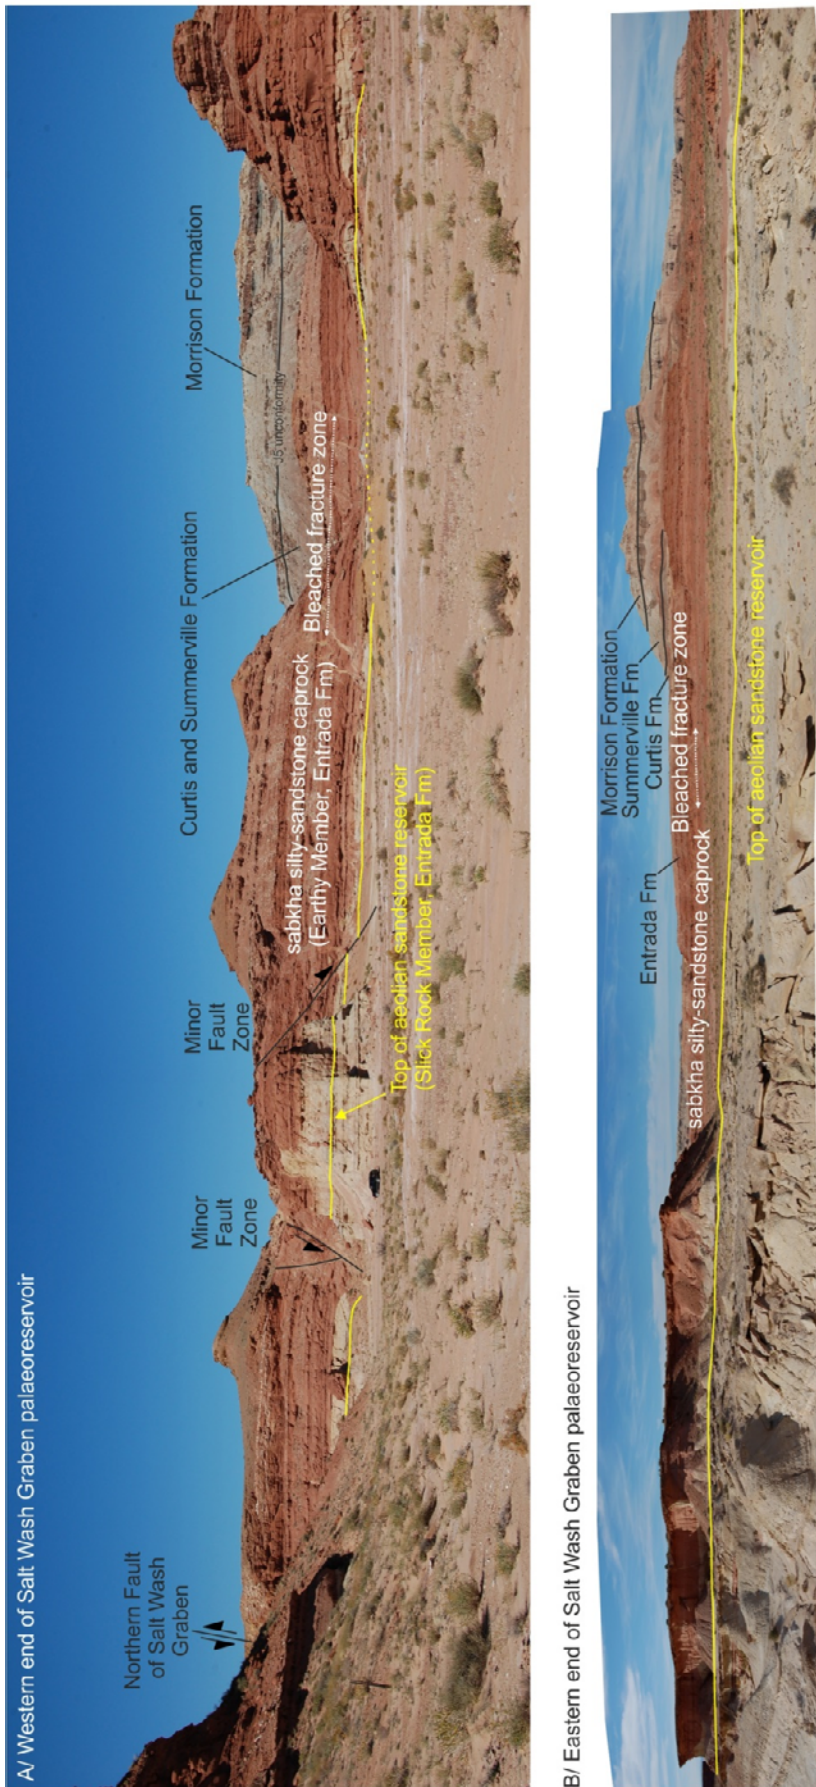 A/ Western end of Salt Wash Graben palaeoreservoir
Northern Fault
of Salt Wash
Graben
Minor
Fault
Zone
Minor
Fault
Zone
Curtis and Summerville Formation
Morrison Formation
J5 unconformity
sabkha silty-sandstone caprock
(Earthy Member, Entrada Fm)
Bleached fracture zone
Top of aeolian sandstone reservoir
(Slick Rock Member, Entrada Fm)
B/ Eastern end of Salt Wash Graben palaeoreservoir
Entrada Fm
Morrison Formation
Summerville Fm
Curtis Fm
sabkha silty-sandstone caprock
Bleached fracture zone
Top of aeolian sandstone reservoir